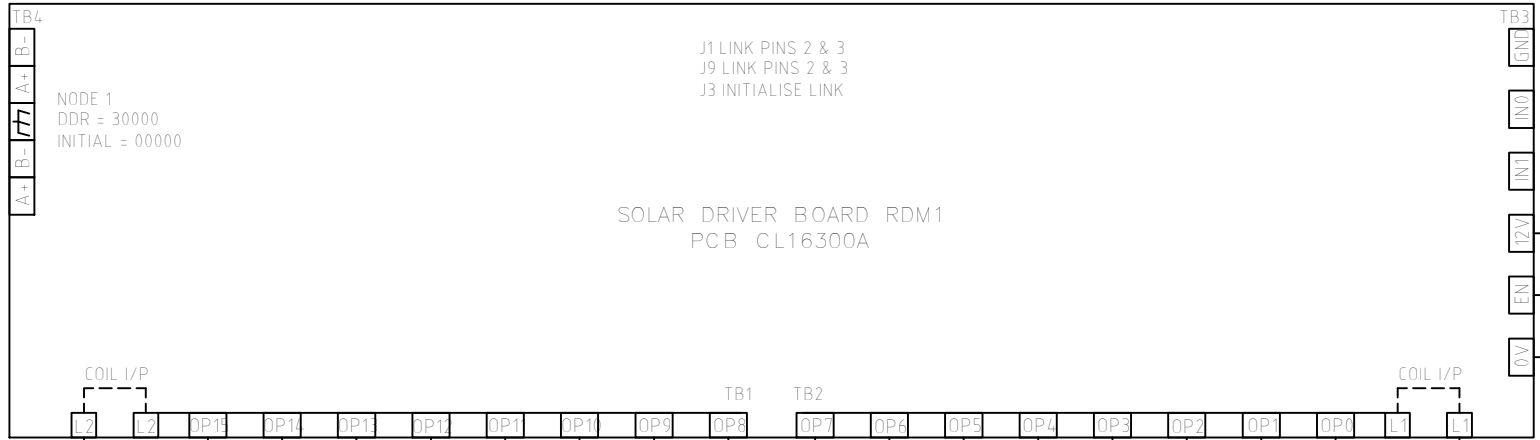 TB4
TB3
B-
A+
B-
A+
NODE 1
DDR = 30000
INITIAL = 00000
J1 LINK PINS 2 & 3
J9 LINK PINS 2 & 3
J3 INITIALISE LINK
SOLAR DRIVER BOARD RDM1
PCB CL16300A
GND
IN0
IN1
12V
EN
0V
COIL I/P
TB1
TB2
COIL I/P
L2
L2
OP15
OP14
OP13
OP12
OP11
OP10
OP9
OP8
OP7
OP6
OP5
OP4
OP3
OP2
OP1
OP0
L1
L1